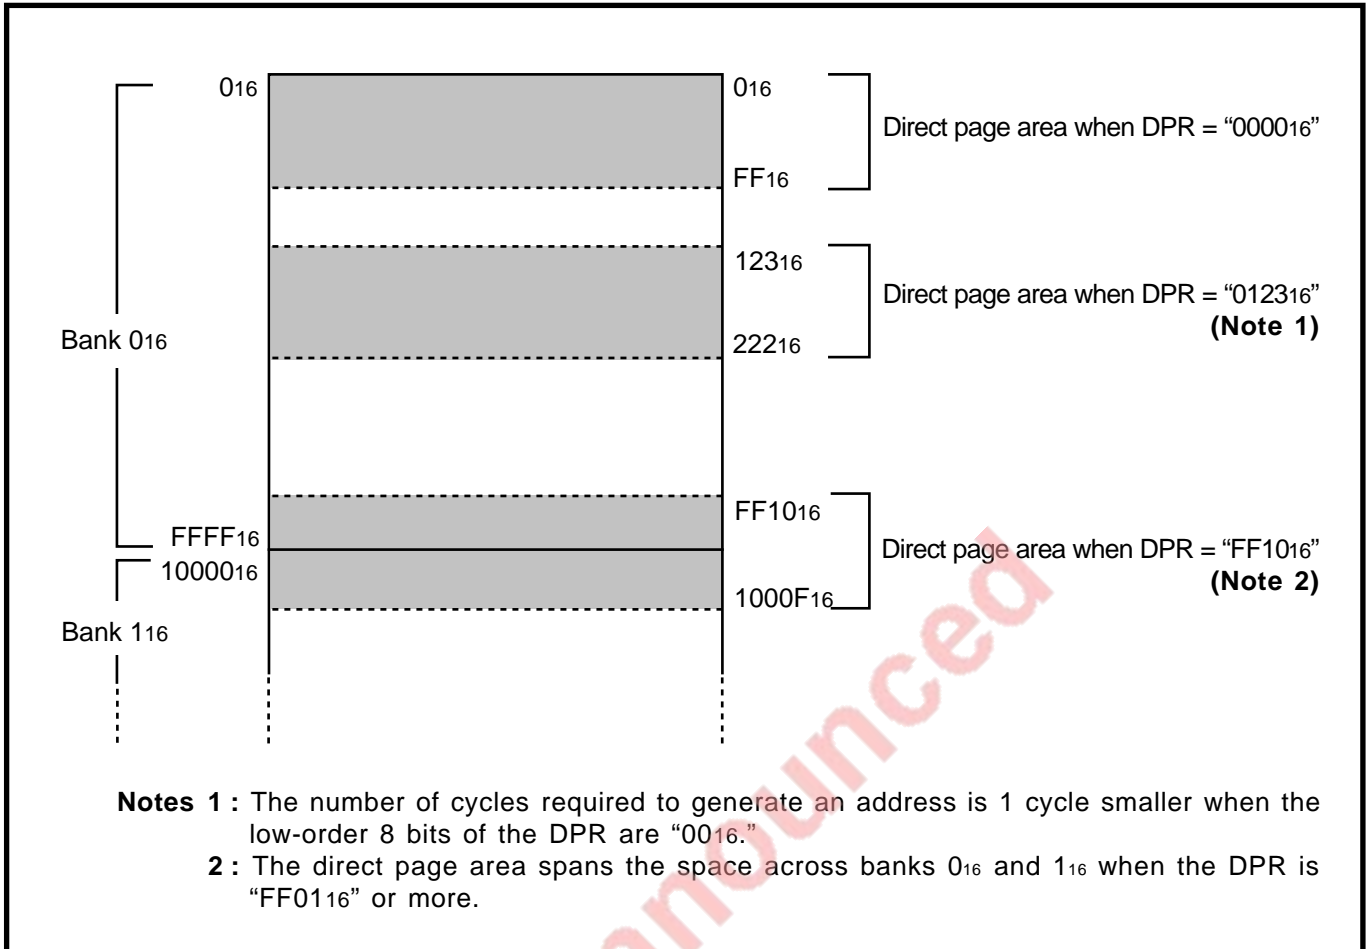 0₁₆ 0₁₆
Direct page area when DPR = “0000₁₆”
FF₁₆
123₁₆
Direct page area when DPR = “0123₁₆”
(Note 1)
Bank 0₁₆
222₁₆
FF10₁₆
FFFF₁₆
Direct page area when DPR = “FF10₁₆”
10000₁₆
(Note 2)
1000F₁₆
Bank 1₁₆
Notes 1 : The number of cycles required to generate an address is 1 cycle smaller when the
low-order 8 bits of the DPR are “00₁₆.”
2 : The direct page area spans the space across banks 0₁₆ and 1₁₆ when the DPR is
“FF01₁₆” or more.
nounced